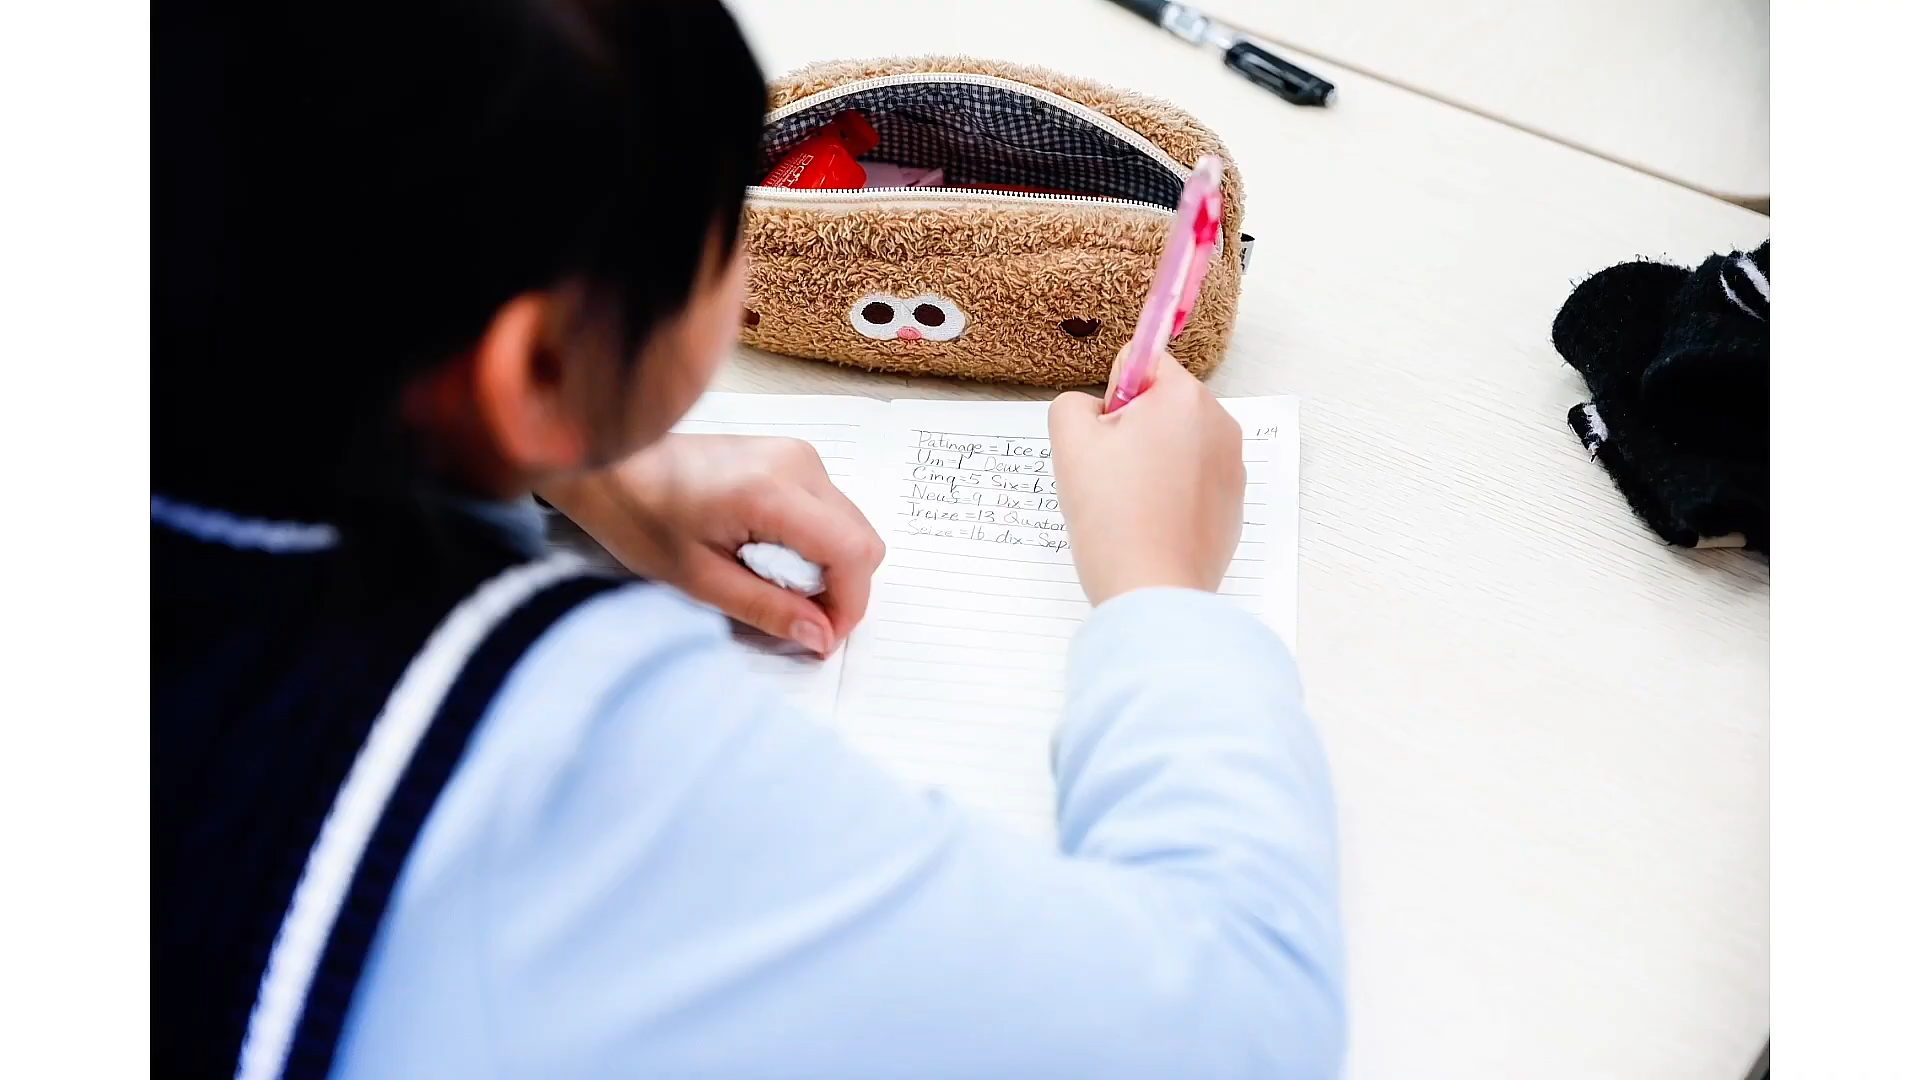 124
Patinage = Ice
Um=1 Deux=2
Cinq=5 Six=6
Neuf=9 Dix=10
Treize=13 Quator
Seize=16 dix-Sep